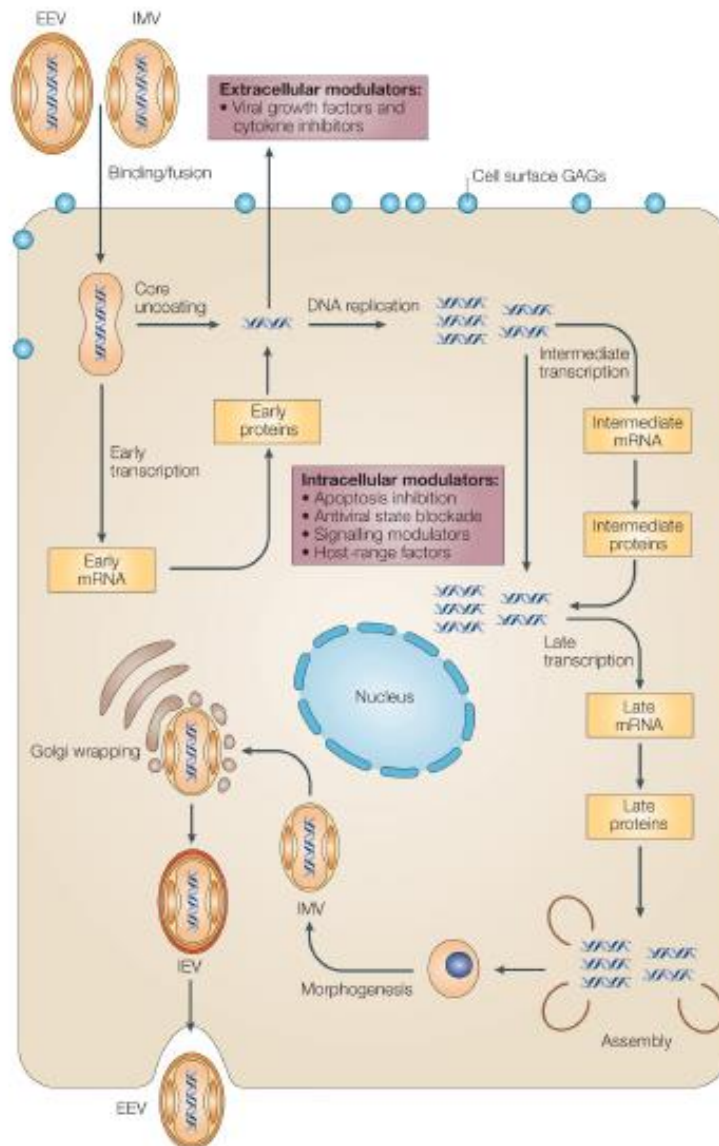 EEV
IMV
Extracellular modulators:
• Viral growth factors and
cytokine inhibitors
Binding/fusion
Cell surface GAGs
Core
uncoating
DNA replication
Intermediate
transcription
Early
proteins
Intermediate
mRNA
Early
transcription
Intracellular modulators:
• Apoptosis inhibition
• Antiviral state blockade
• Signalling modulators
• Host-range factors
Intermediate
proteins
Early
mRNA
Late
transcription
Nucleus
Late
mRNA
Golgi wrapping
Late
proteins
IMV
IEV
Morphogenesis
Assembly
EEV